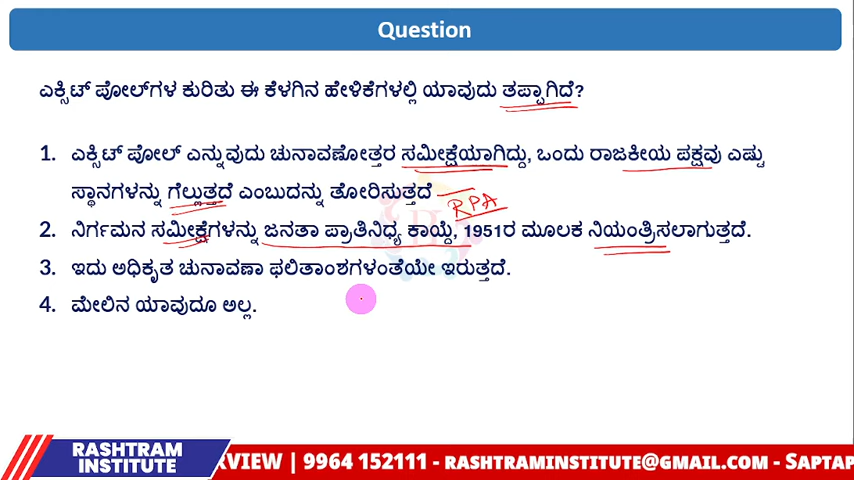 Question
ಎಕ್ಸಿಟ್ ಪೋಲ್‌ಗಳ ಕುರಿತು ಈ ಕೆಳಗಿನ ಹೇಳಿಕೆಗಳಲ್ಲಿ ಯಾವುದು ತಪ್ಪಾಗಿದೆ?
1. ಎಕ್ಸಿಟ್ ಪೋಲ್ ಎನ್ನುವುದು ಚುನಾವಣೋತ್ತರ ಸಮೀಕ್ಷೆಯಾಗಿದ್ದು, ಒಂದು ರಾಜಕೀಯ ಪಕ್ಷವು ಎಷ್ಟು
ಸ್ಥಾನಗಳನ್ನು ಗೆಲ್ಲುತ್ತದೆ ಎಂಬುದನ್ನು ತೋರಿಸುತ್ತದೆ
RPA
2. ನಿರ್ಗಮನ ಸಮೀಕ್ಷೆಗಳನ್ನು ಜನತಾ ಪ್ರಾತಿನಿಧ್ಯ ಕಾಯ್ದೆ, 1951ರ ಮೂಲಕ ನಿಯಂತ್ರಿಸಲಾಗುತ್ತದೆ.
3. ಇದು ಅಧಿಕೃತ ಚುನಾವಣಾ ಫಲಿತಾಂಶಗಳಂತೆಯೇ ಇರುತ್ತದೆ.
4. ಮೇಲಿನ ಯಾವುದೂ ಅಲ್ಲ.
RASHTRAM
INSTITUTE
RVIEW | 9964 152111 - RASHTRAMINSTITUTE@GMAIL.COM - SAPTAP